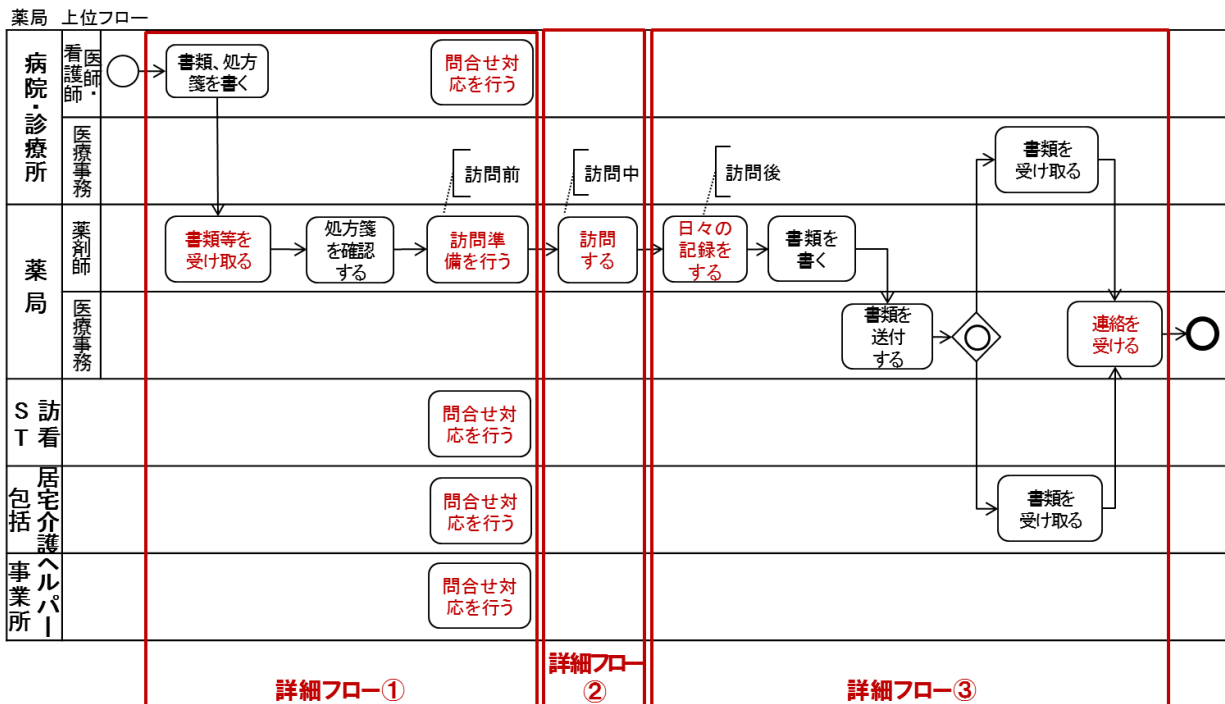 薬局 上位フロー
病院・診療所
医師・
看護師
書類、処方
箋を書く
問合せ対
応を行う
医療事務
訪問前
訪問中
訪問後
書類を
受け取る
薬局
薬剤師
書類等を
受け取る
処方箋
を確認
する
訪問準
備を行う
訪問
する
日々の
記録を
する
書類を
書く
医療事務
書類を
送付
する
連絡を
受ける
訪看
ST
問合せ対
応を行う
居宅介護
包括
問合せ対
応を行う
書類を
受け取る
ヘルパー
事業所
問合せ対
応を行う
詳細フロー①
詳細フロー
②
詳細フロー③